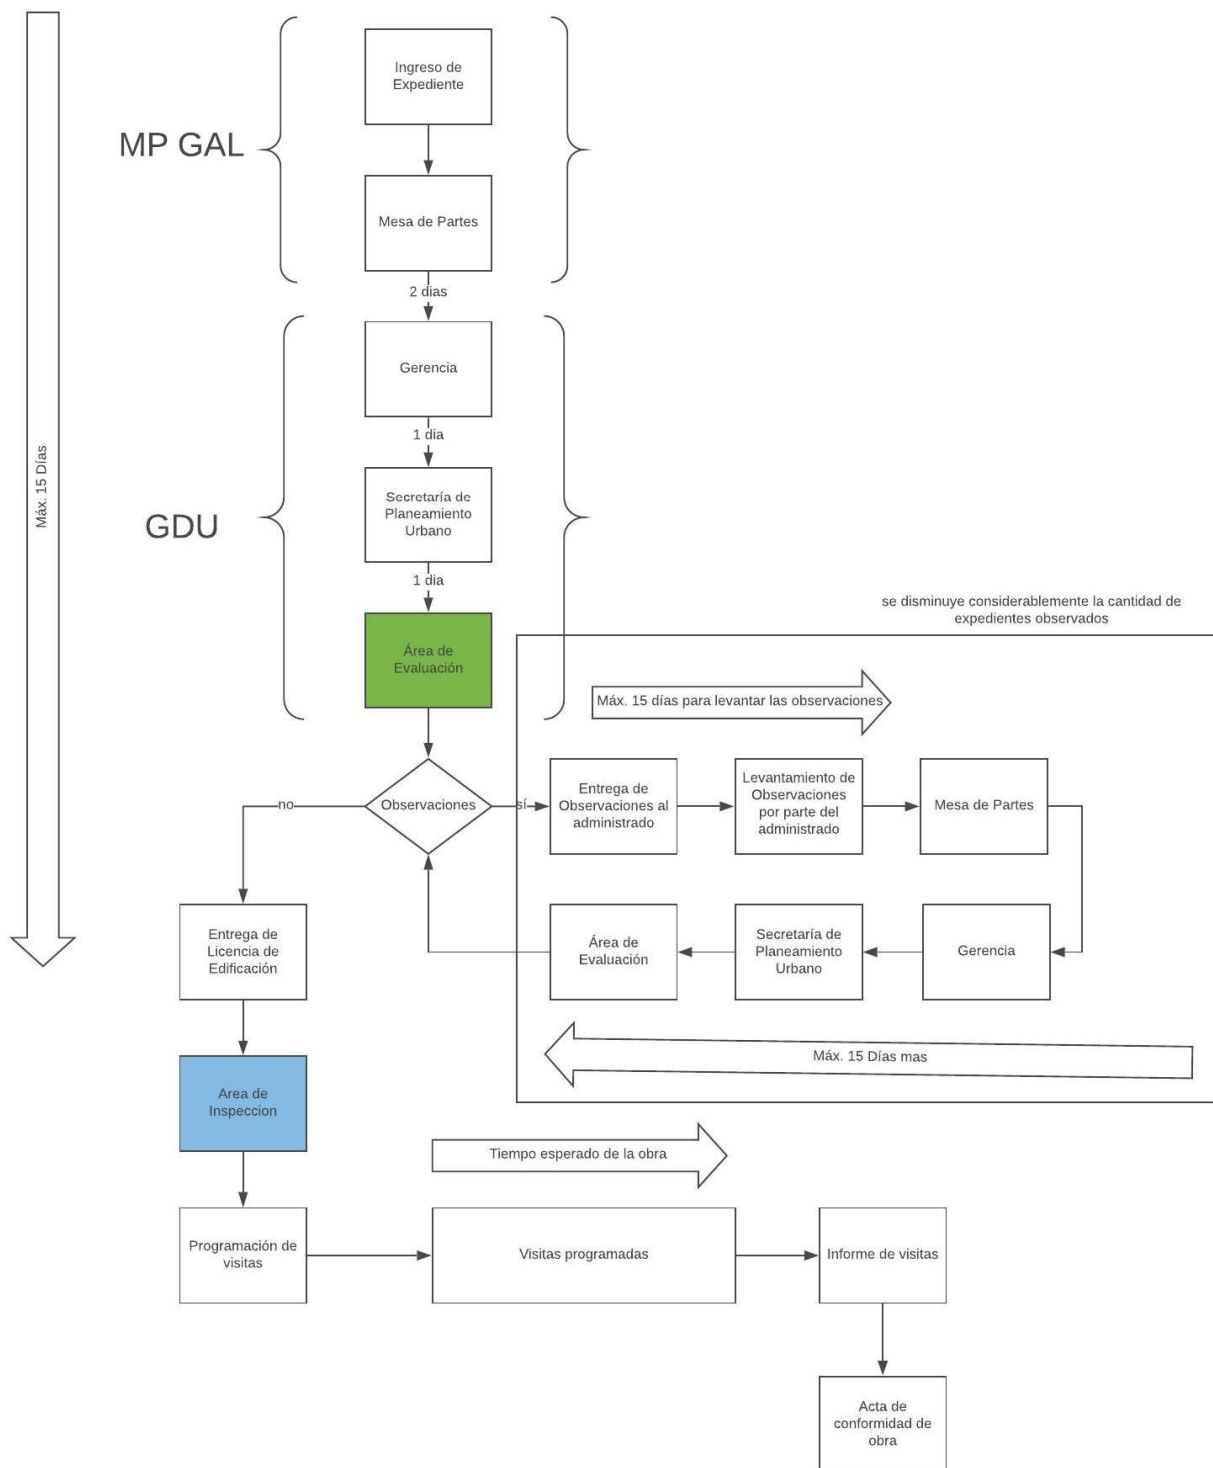 Ingreso de
Expediente
MP GAL
Mesa de Partes
2 dias
Gerencia
1 dia
Máx. 15 Días
Secretaría de
Planeamiento
Urbano
GDU
1 dia
se disminuye considerablemente la cantidad de
expedientes observados
Área de
Evaluación
Máx. 15 días para levantar las observaciones
no
Observaciones
sí
Entrega de
Observaciones al
administrado
Levantamiento de
Observaciones
por parte del
administrado
Mesa de Partes
Entrega de
Licencia de
Edificación
Área de
Evaluación
Secretaría de
Planeamiento
Urbano
Gerencia
Máx. 15 Días mas
Area de
Inspeccion
Tiempo esperado de la obra
Programación de
visitas
Visitas programadas
Informe de visitas
Acta de
conformidad de
obra